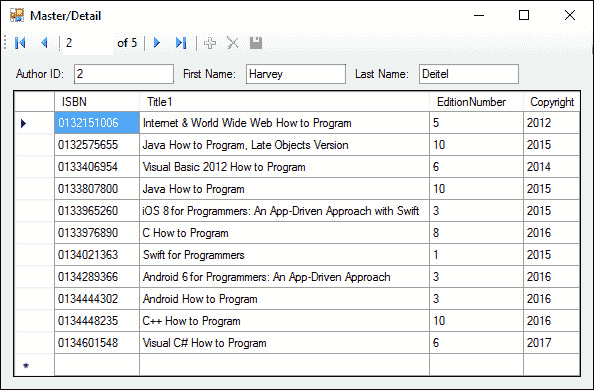 Master/Detail
2 of 5
Author ID: 2 First Name: Harvey Last Name: Deitel
ISBN Title1 EditionNumber Copyright
0132151006 Internet & World Wide Web How to Program 5 2012
0132575655 Java How to Program, Late Objects Version 10 2015
0133406954 Visual Basic 2012 How to Program 6 2014
0133807800 Java How to Program 10 2015
0133965260 iOS 8 for Programmers: An App-Driven Approach with Swift 3 2015
0133976890 C How to Program 8 2016
0134021363 Swift for Programmers 1 2015
0134289366 Android 6 for Programmers: An App-Driven Approach 3 2016
0134444302 Android How to Program 3 2016
0134448235 C++ How to Program 10 2016
0134601548 Visual C# How to Program 6 2017
*